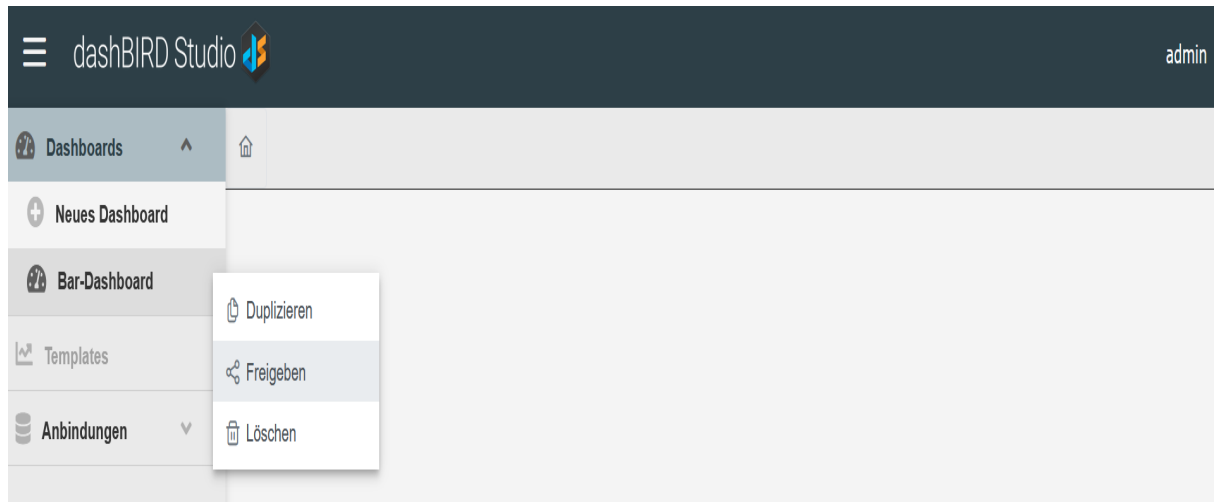 dashBIRD Studio
admin
Dashboards
Neues Dashboard
Bar-Dashboard
Duplizieren
Templates
Freigeben
Anbindungen
Löschen